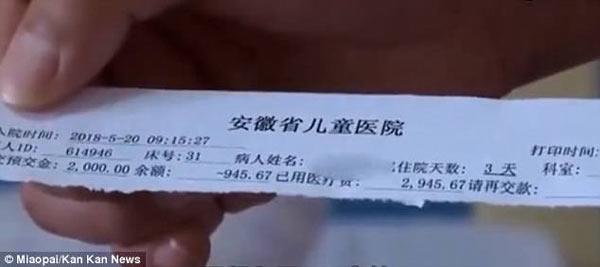 安徽省儿童医院
入院时间: 2018-5-20 09:15:27 打印时间:
人ID: 614946 床号: 31 病人姓名: 住院天数: 3 天 科室:
预交金: 2,000.00 余额: -945.67 已用医疗费: 2,945.67 请再交款:
© Miaopai/Kan Kan News